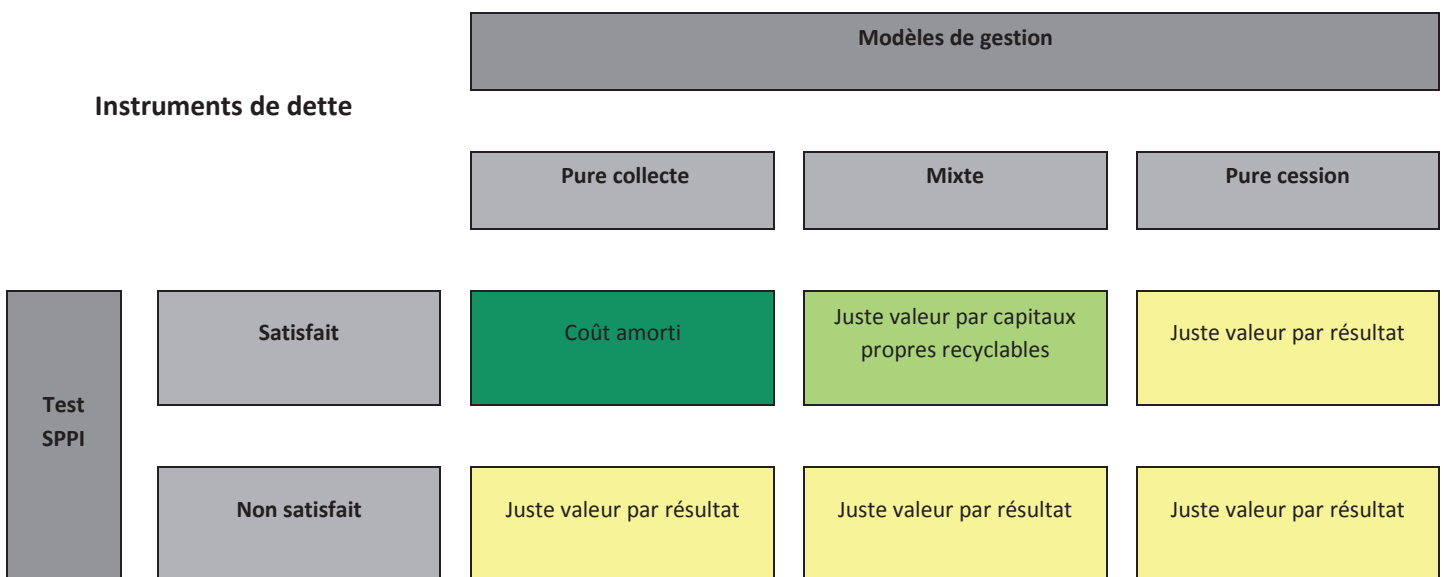 Modèles de gestion
Instruments de dette
Pure collecte
Mixte
Pure cession
Test
SPPI
Satisfait
Coût amorti
Juste valeur par capitaux
propres recyclables
Juste valeur par résultat
Non satisfait
Juste valeur par résultat
Juste valeur par résultat
Juste valeur par résultat